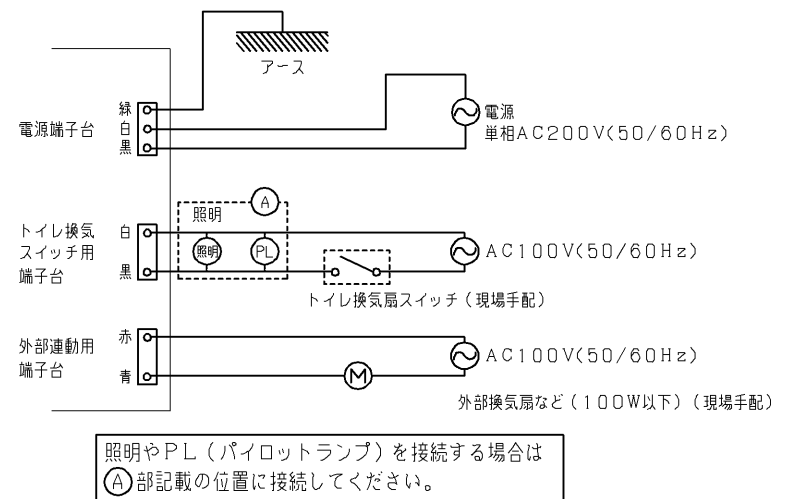 アース
電源端子台
緑
白
黒
電源
単相AC200V(50/60Hz)
トイレ換気
スイッチ用
端子台
白
黒
照明
A
照明
PL
AC100V(50/60Hz)
トイレ換気扇スイッチ(現場手配)
外部連動用
端子台
赤
青
M
AC100V(50/60Hz)
外部換気扇など(100W以下)(現場手配)
照明やPL(パイロットランプ)を接続する場合は
Ⓐ部記載の位置に接続してください。